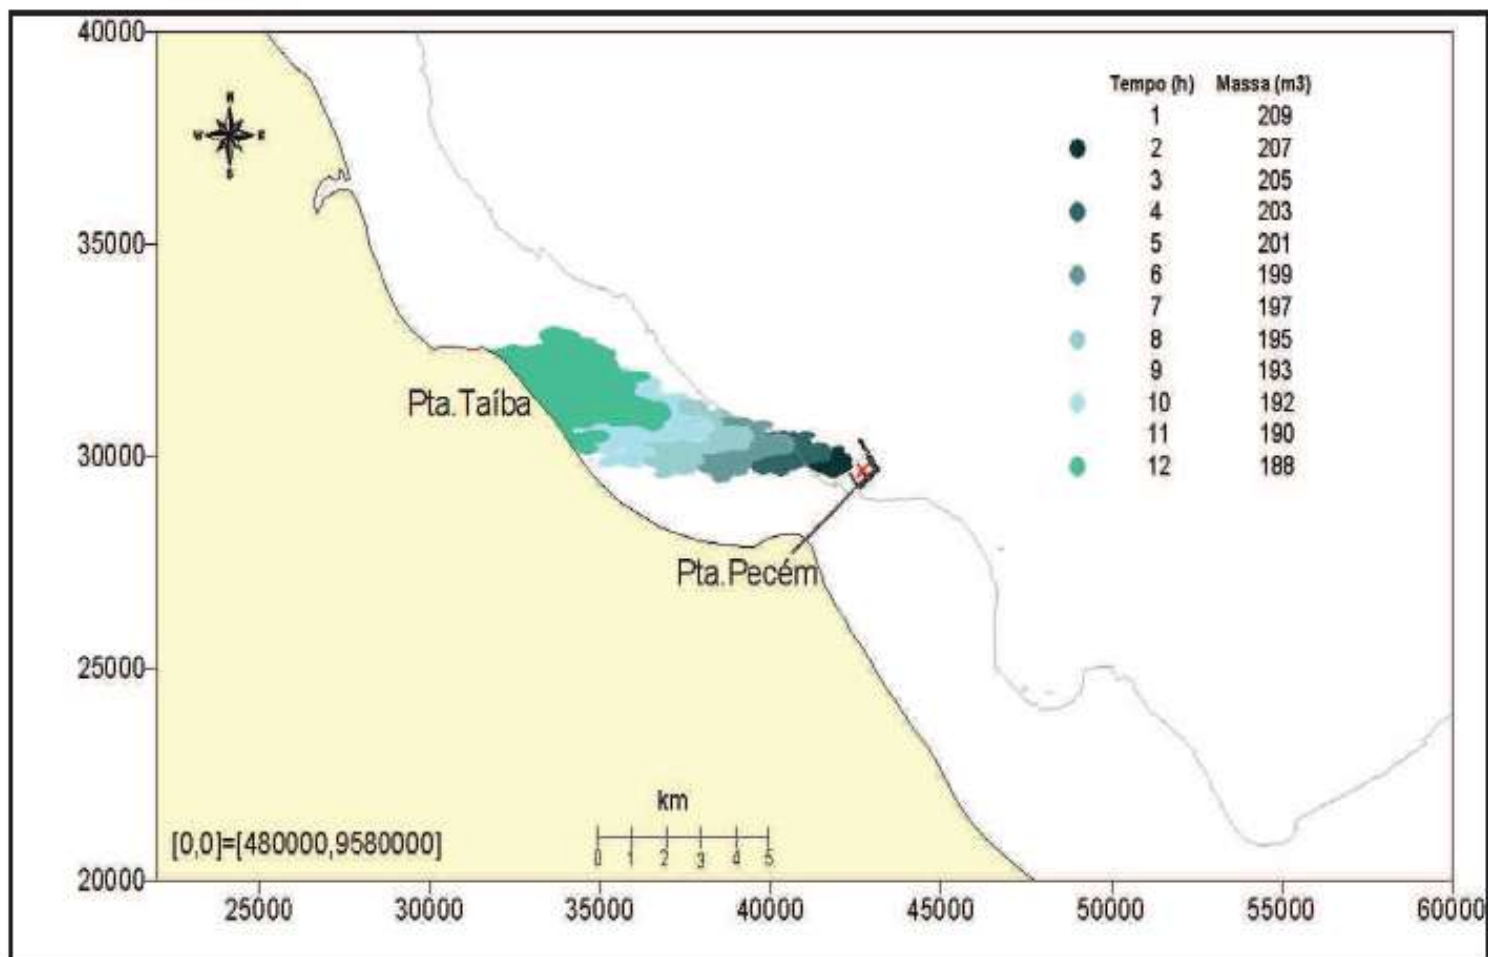 40000
35000
30000
25000
20000
N
W E
S
Tempo (h) Massa (m3)
1 209
2 207
3 205
4 203
5 201
6 199
7 197
8 195
9 193
10 192
11 190
12 188
Pta.Taíba
Pta.Pecém
km
0 1 2 3 4 5
[0,0]=[480000,9580000]
25000 30000 35000 40000 45000 50000 55000 60000